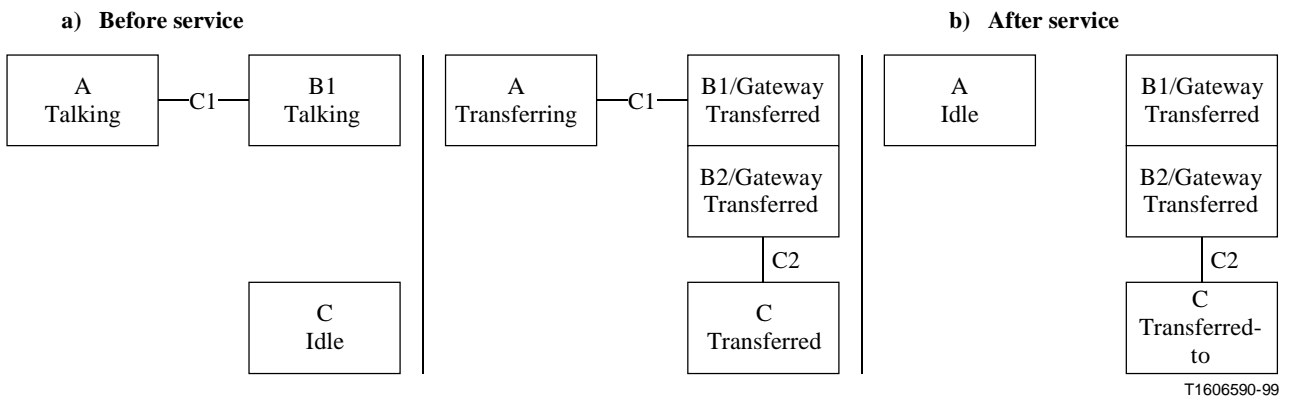 a) Before service
b) After service
A
Talking
C1
B1
Talking
C
Idle
A
Transferring
C1
B1/Gateway
Transferred
B2/Gateway
Transferred
C2
C
Transferred
A
Idle
B1/Gateway
Transferred
B2/Gateway
Transferred
C2
C
Transferred-
to
T1606590-99